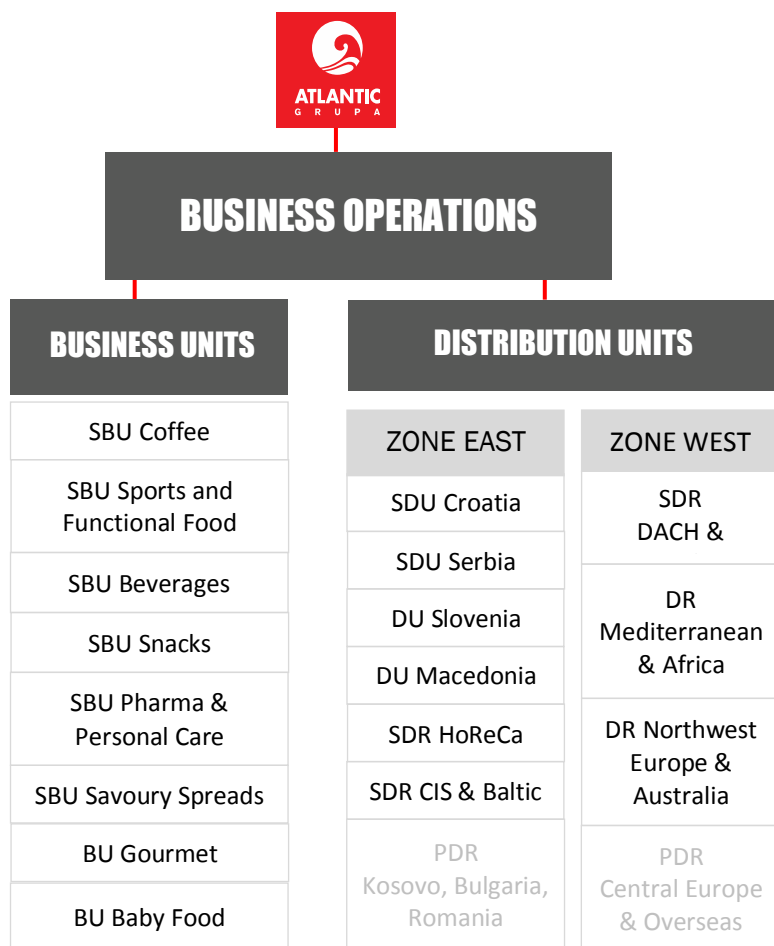 ATLANTIC
GRUPA
BUSINESS OPERATIONS
BUSINESS UNITS
SBU Coffee
SBU Sports and
Functional Food
SBU Beverages
SBU Snacks
SBU Pharma &
Personal Care
SBU Savoury Spreads
BU Gourmet
BU Baby Food
DISTRIBUTION UNITS
ZONE EAST
SDU Croatia
SDU Serbia
DU Slovenia
DU Macedonia
SDR HoReCa
SDR CIS & Baltic
PDR
Kosovo, Bulgaria,
Romania
ZONE WEST
SDR
DACH &
DR
Mediterranean
& Africa
DR Northwest
Europe &
Australia
PDR
Central Europe
& Overseas